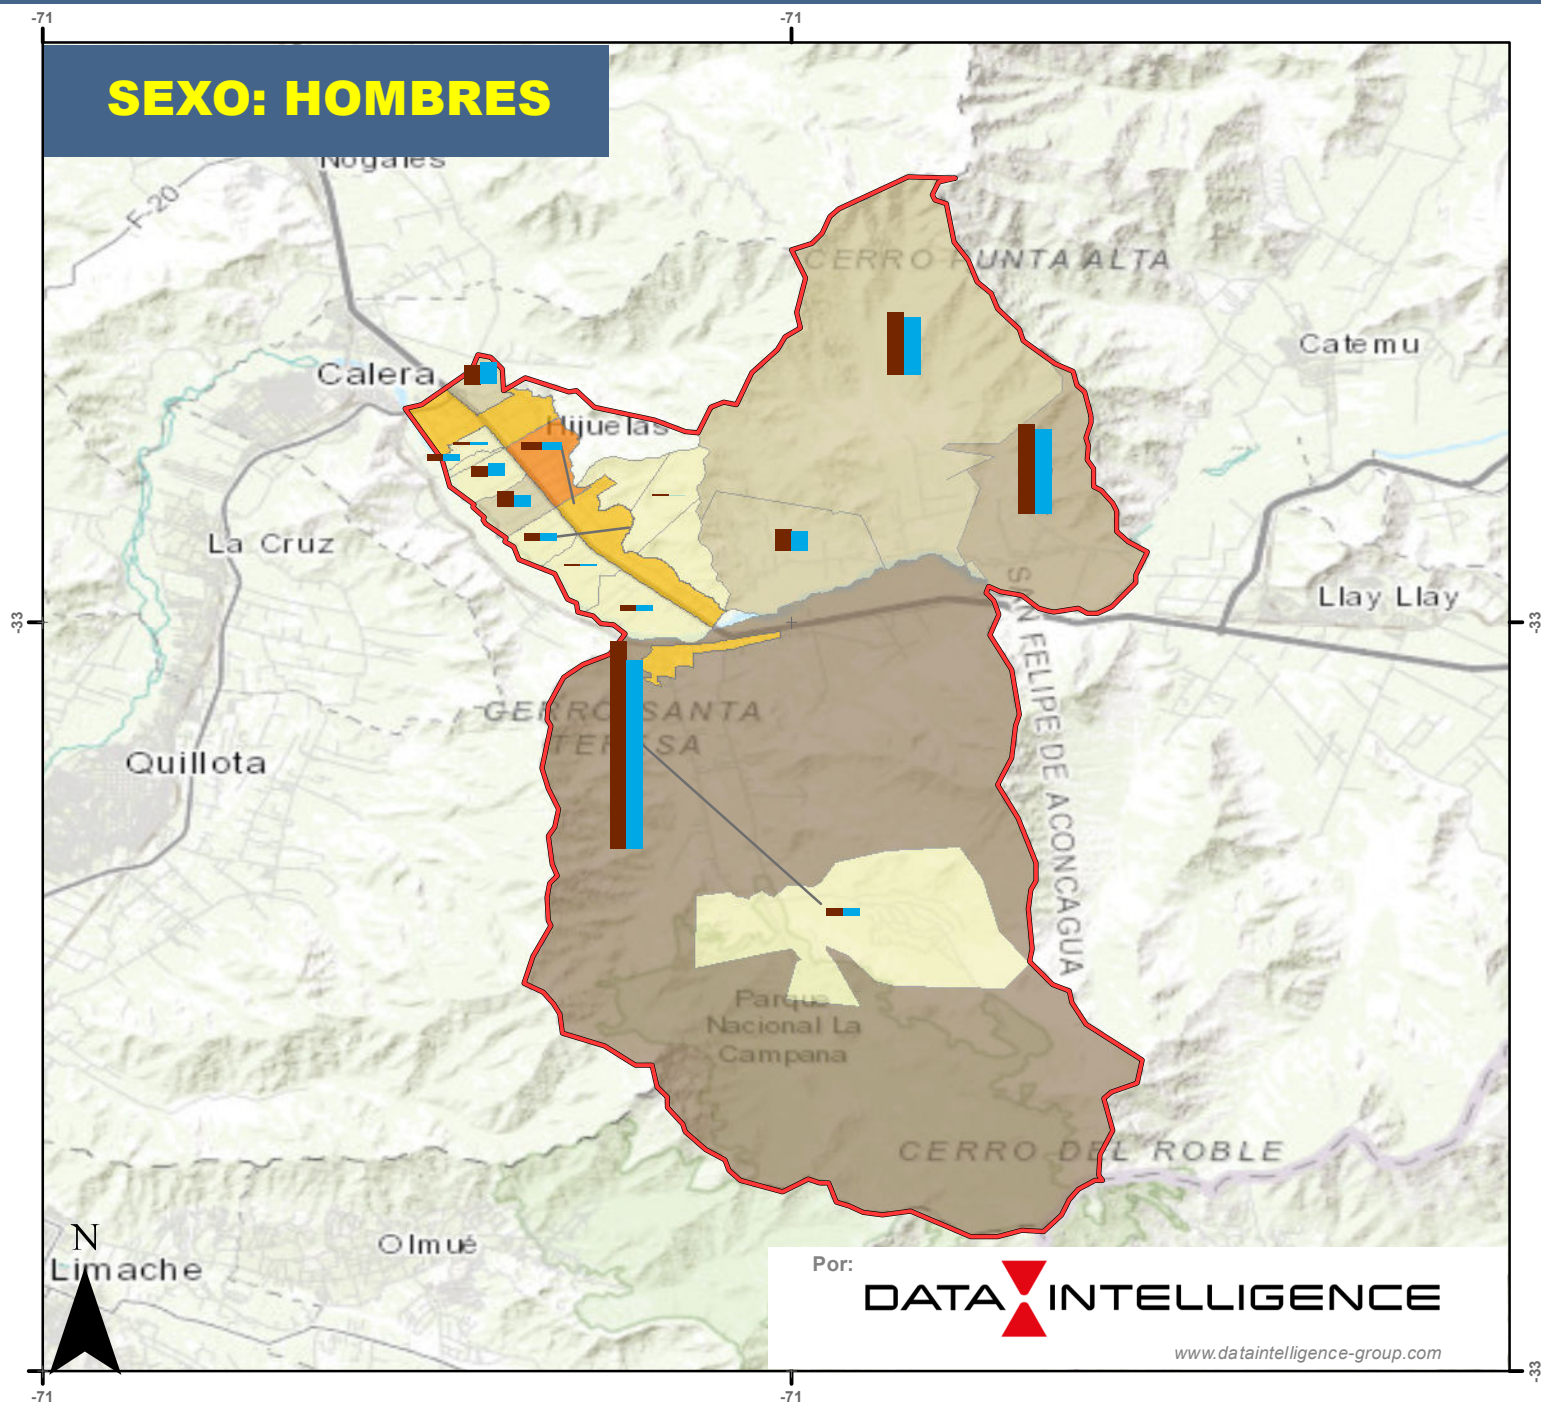 -71
-71
SEXO: HOMBRES
Nogales
F-20
CERRO PUNTA ALTA
Catemu
Calera
Hijuelas
La Cruz
Llay Llay
-33
-33
SAN FELIPE DE ACONCAGUA
CERRO SANTA
TERESA
Quillota
Parque
Nacional La
Campana
CERRO DEL ROBLE
N
Olmué
Limache
Por:
DATA INTELLIGENCE
www.dataintelligence-group.com
-33
-71
-71